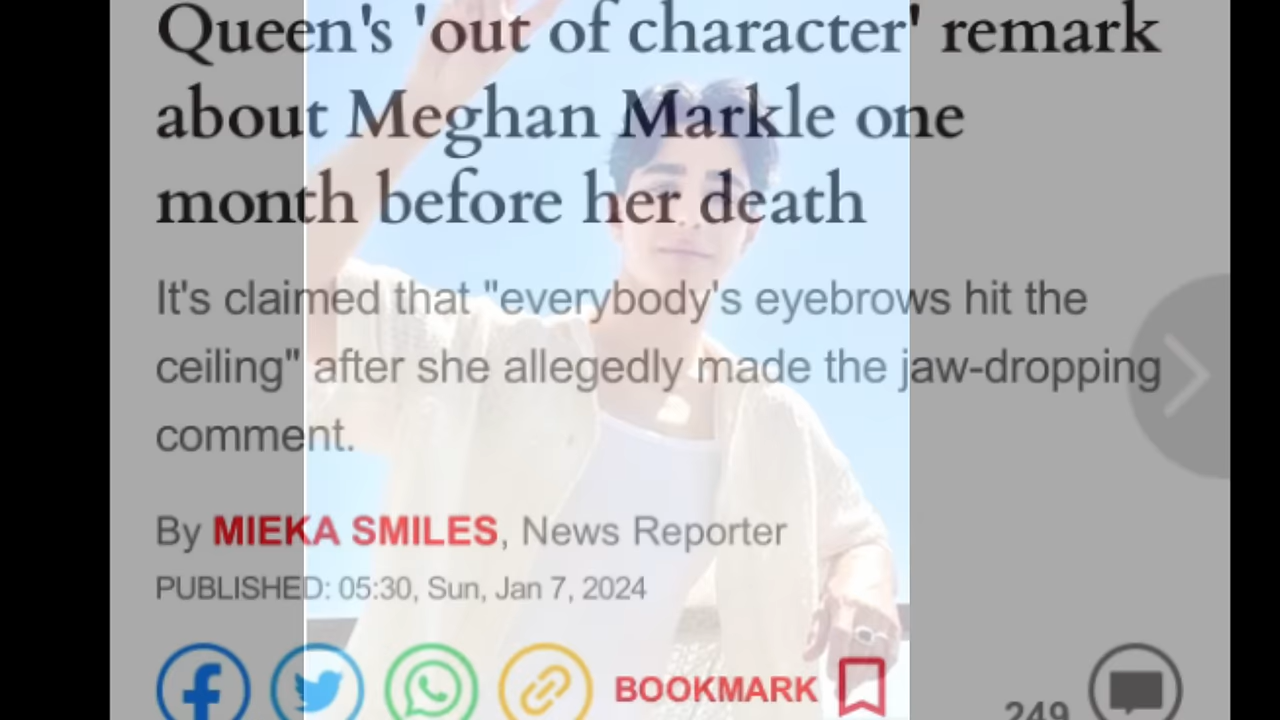 Queen's 'out of character' remark
about Meghan Markle one
month before her death
It's claimed that "everybody's eyebrows hit the
ceiling" after she allegedly made the jaw-dropping
comment.
By MIEKA SMILES, News Reporter
PUBLISHED: 05:30, Sun, Jan 7, 2024
BOOKMARK
249